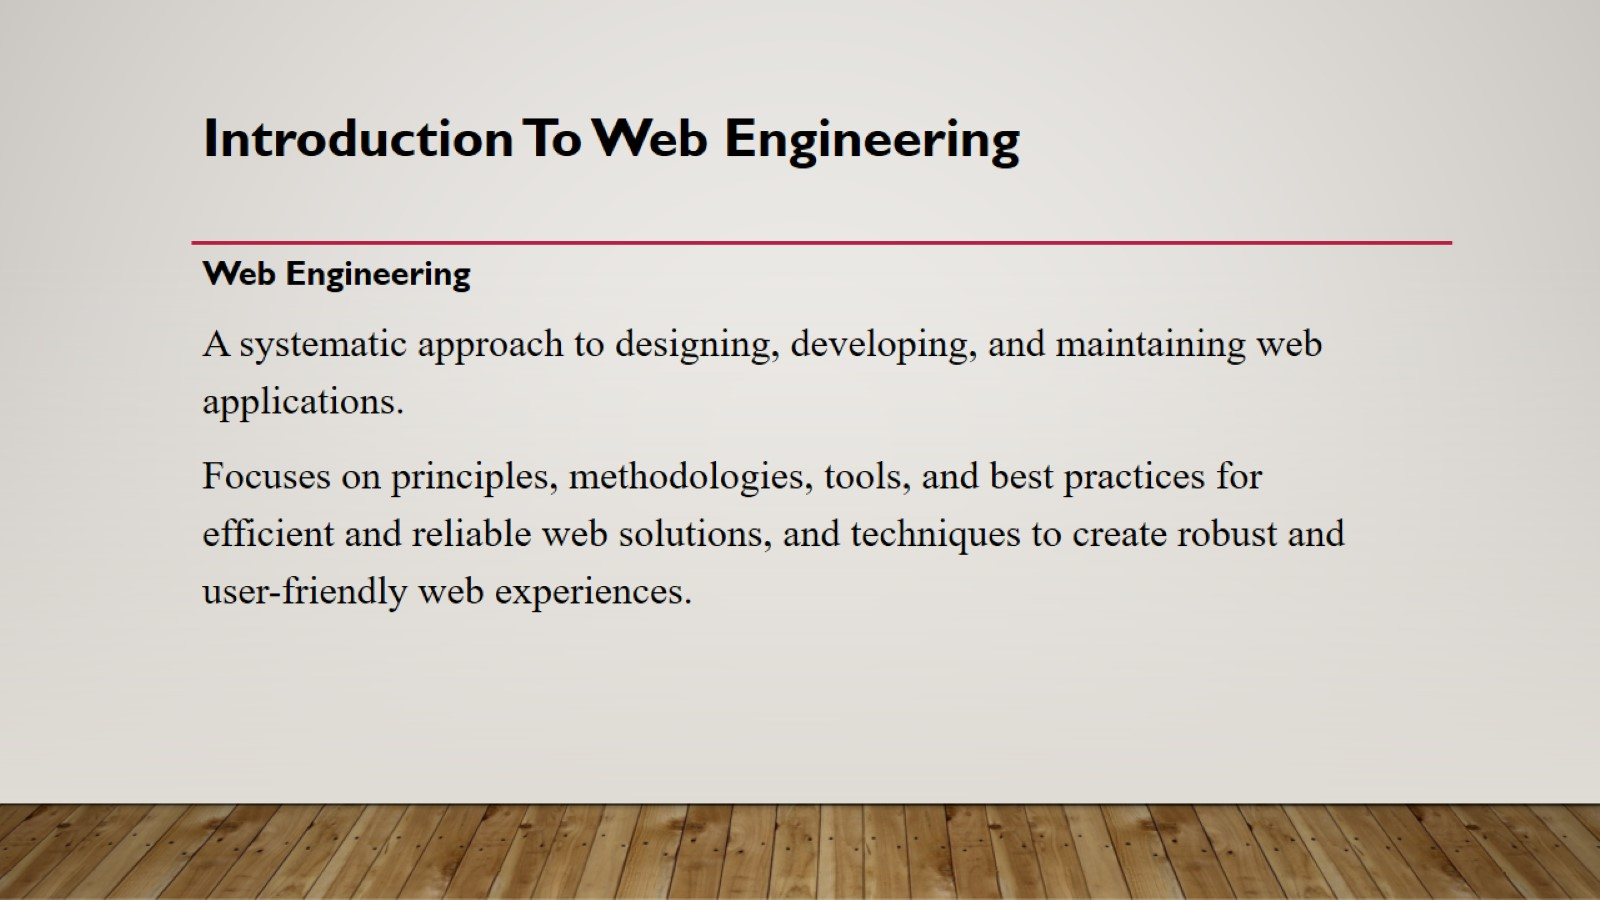 Introduction To Web Engineering
Web Engineering
A systematic approach to designing, developing, and maintaining web
applications.
Focuses on principles, methodologies, tools, and best practices for
efficient and reliable web solutions, and techniques to create robust and
user-friendly web experiences.